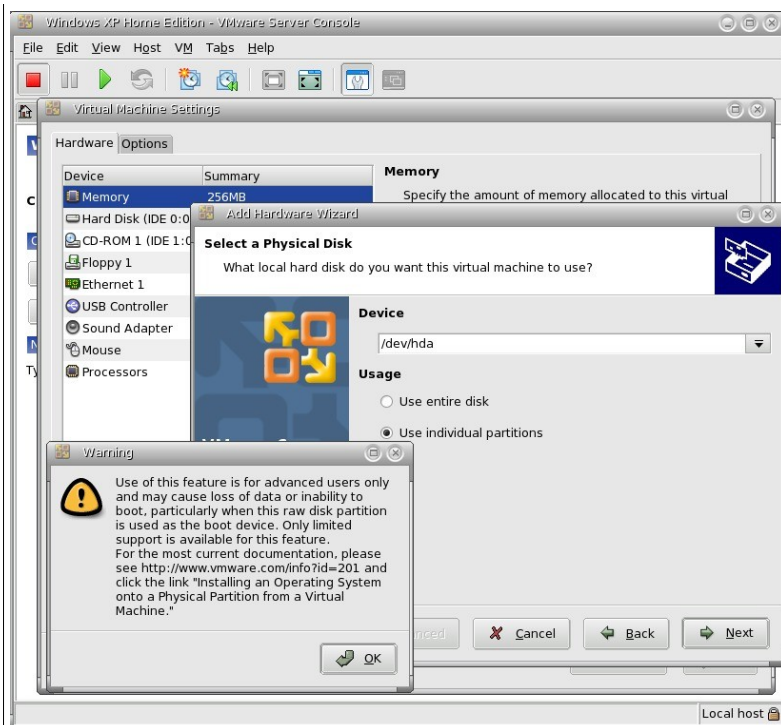 Windows XP Home Edition - VMware Server Console
File Edit View Host VM Tabs Help
Virtual Machine Settings
Hardware Options
Device Summary
Memory 256MB
Hard Disk (IDE 0:0
CD-ROM 1 (IDE 1:0
Floppy 1
Ethernet 1
USB Controller
Sound Adapter
Mouse
Processors
Memory
Specify the amount of memory allocated to this virtual
Add Hardware Wizard
Select a Physical Disk
What local hard disk do you want this virtual machine to use?
Device
/dev/hda
Usage
Use entire disk
Use individual partitions
Cancel Back Next
Warning
Use of this feature is for advanced users only
and may cause loss of data or inability to
boot, particularly when this raw disk partition
is used as the boot device. Only limited
support is available for this feature.
For the most current documentation, please
see http://www.vmware.com/info?id=201 and
click the link "Installing an Operating System
onto a Physical Partition from a Virtual
Machine."
OK
Local host